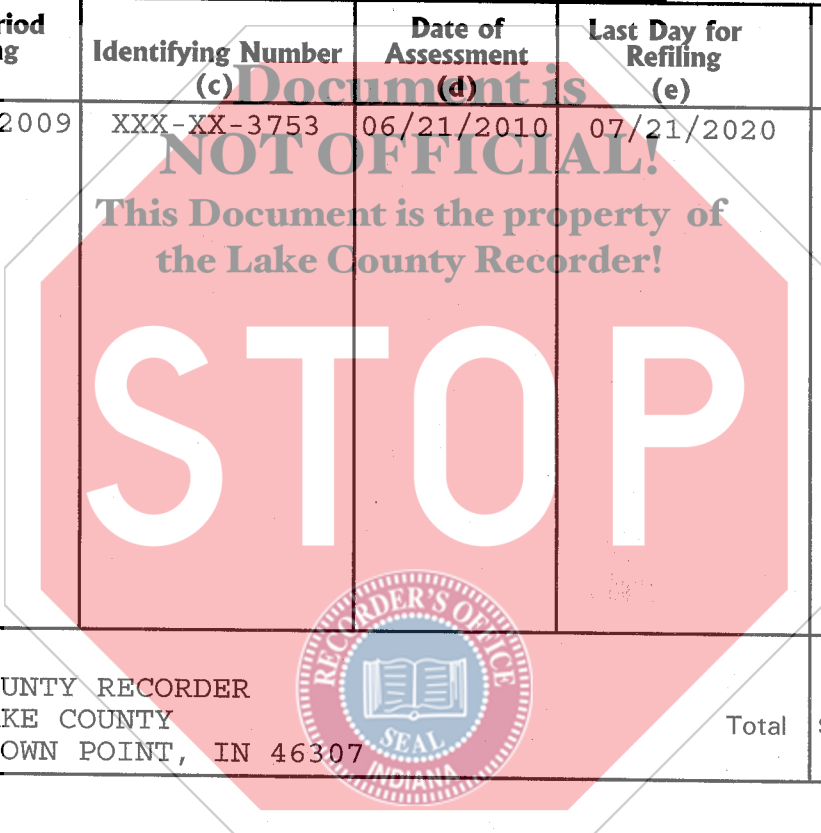 riod
ng
Identifying Number
(c)
Date of
Assessment
(d)
Last Day for
Refiling
(e)
2009 XXX-XX-3753 06/21/2010 07/21/2020
Document is
NOT OFFICIAL!
This Document is the property of
the Lake County Recorder!
STOP
RECORDER'S OFFICE
SEAL
INDIANA
UNTY RECORDER
KE COUNTY
OWN POINT, IN 46307
Total